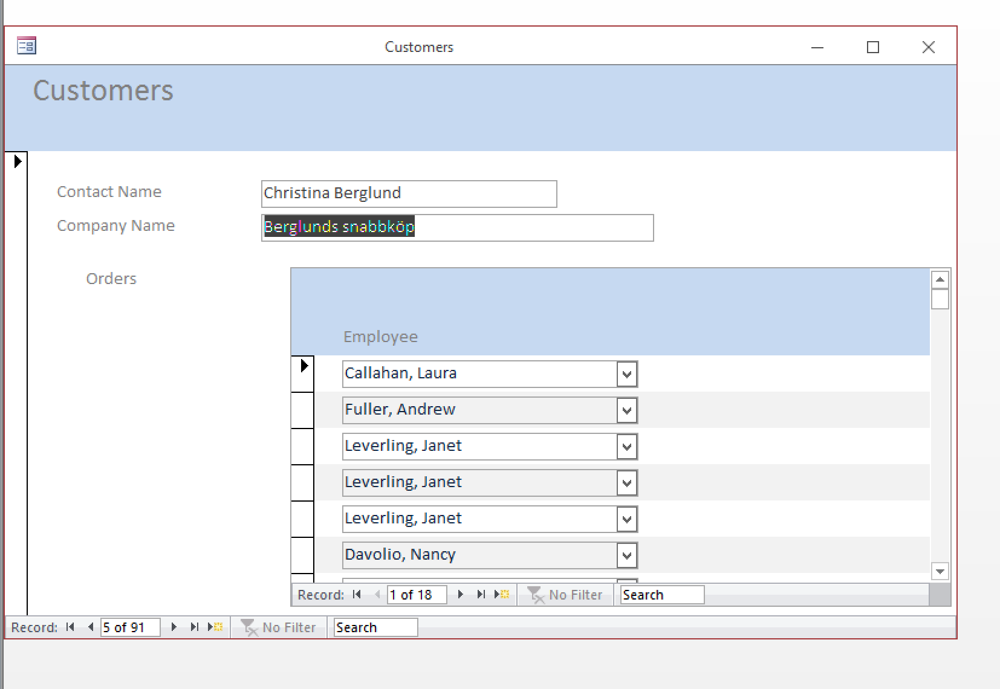 Customers
Customers
Contact Name Christina Berglund
Company Name Berglunds snabbköp
Orders
Employee
Callahan, Laura
Fuller, Andrew
Leverling, Janet
Leverling, Janet
Leverling, Janet
Davolio, Nancy
Record: 1 of 18 No Filter Search
Record: 5 of 91 No Filter Search